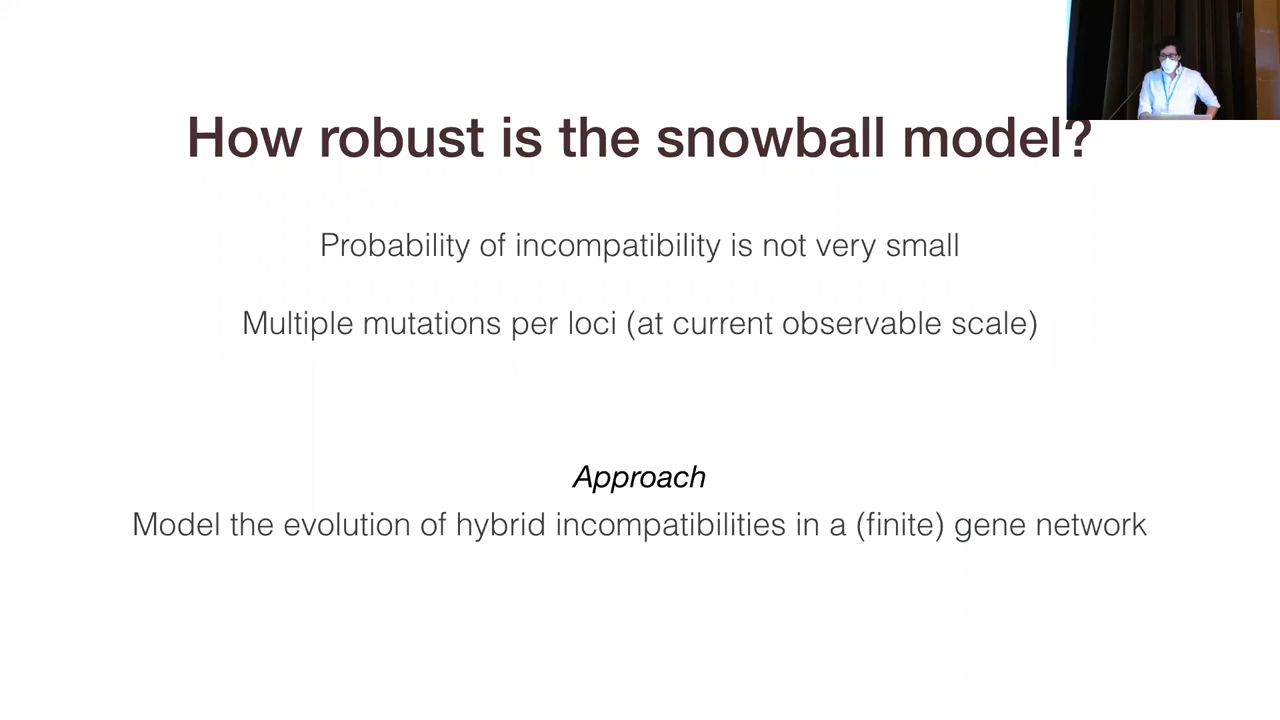 How robust is the snowball model?
Probability of incompatibility is not very small
Multiple mutations per loci (at current observable scale)
Approach
Model the evolution of hybrid incompatibilities in a (finite) gene network